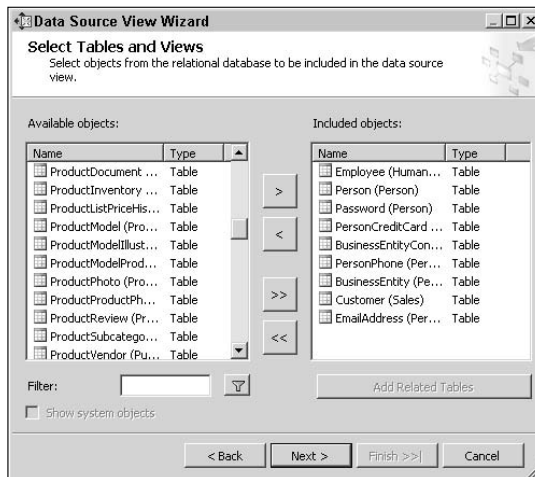 Data Source View Wizard
Select Tables and Views
Select objects from the relational database to be included in the data source
view.
Available objects:
Name Type
ProductDocument ... Table
ProductInventory ... Table
ProductListPriceHis... Table
ProductModel (Pro... Table
ProductModelIllust... Table
ProductModelProd... Table
ProductPhoto (Pro... Table
ProductProductPh... Table
ProductReview (Pr... Table
ProductSubcatego... Table
ProductVendor (Pu... Table
>
<
>>
<<
Included objects:
Name Type
Employee (Human... Table
Person (Person) Table
Password (Person) Table
PersonCreditCard ... Table
BusinessEntityCon... Table
PersonPhone (Per... Table
BusinessEntity (Pe... Table
Customer (Sales) Table
EmailAddress (Per... Table
Filter:
Add Related Tables
Show system objects
< Back Next > Finish >>| Cancel